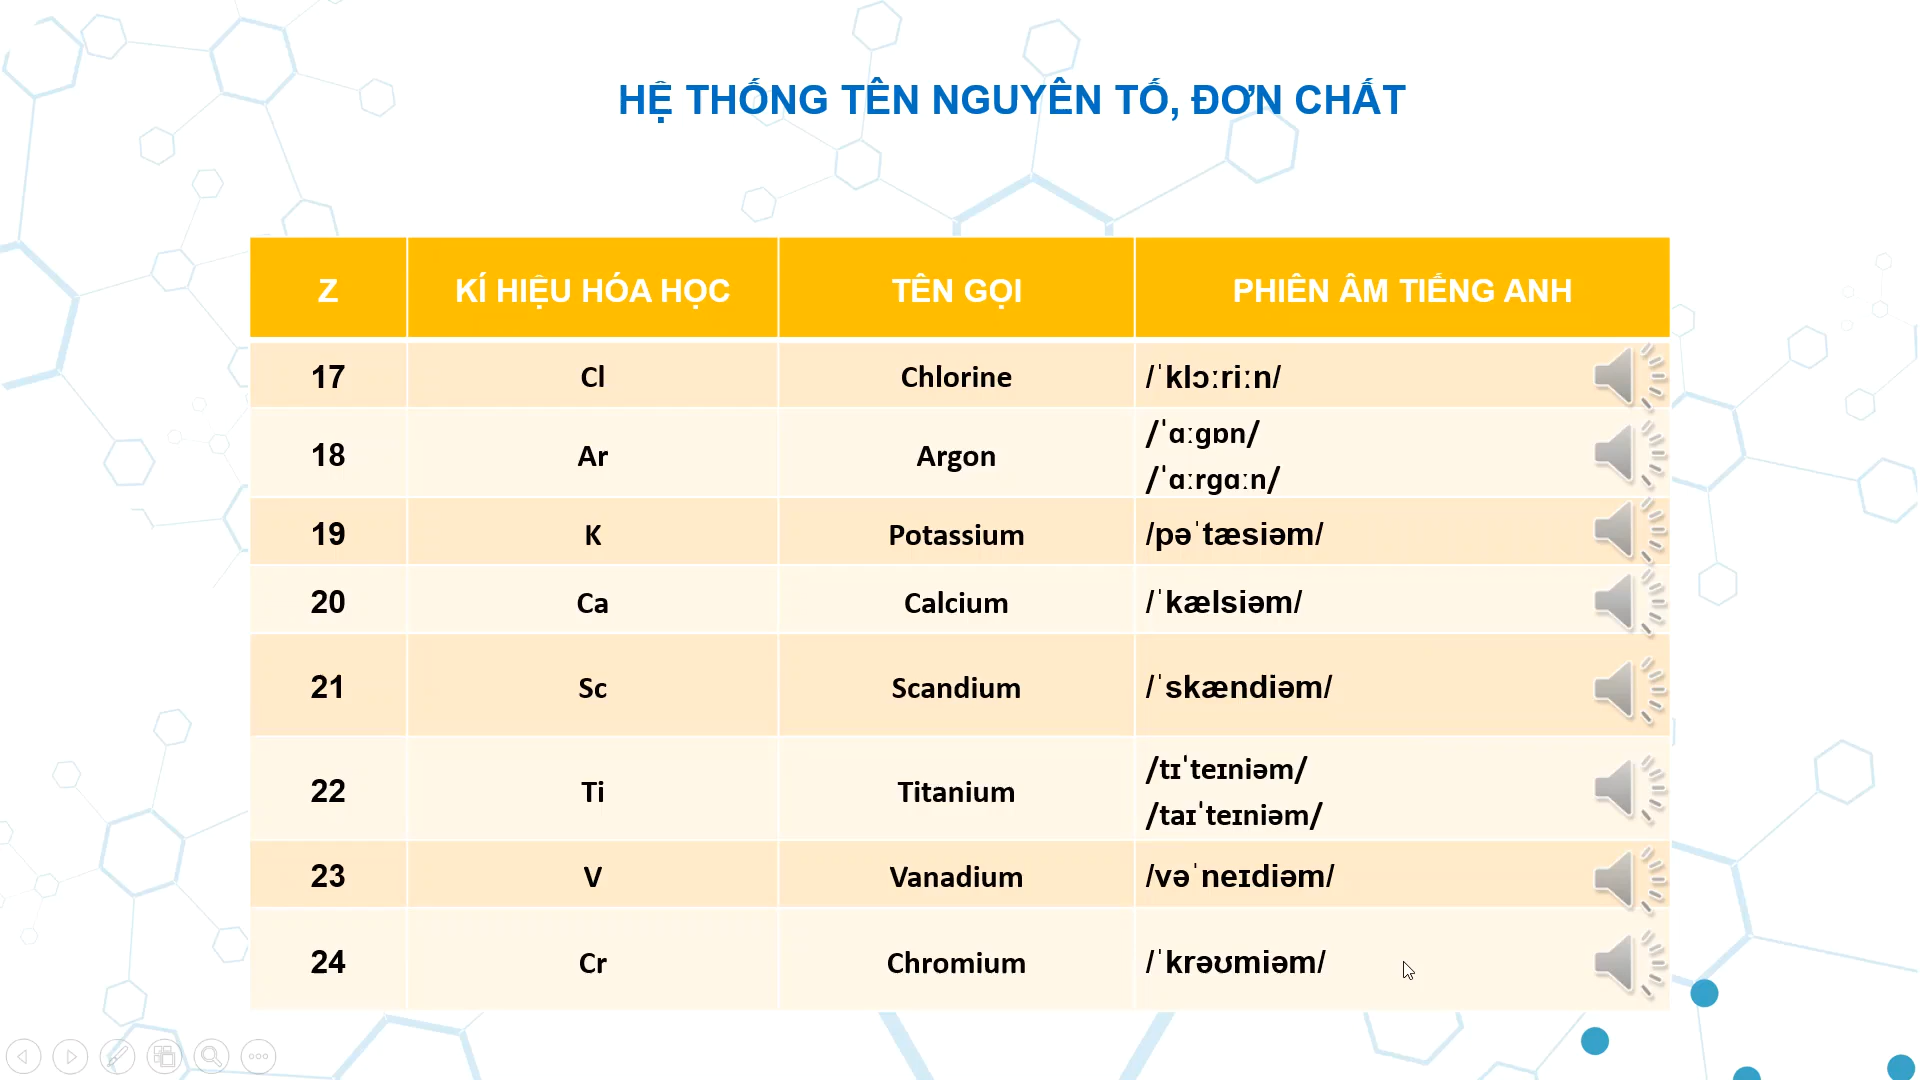 HỆ THỐNG TÊN NGUYÊN TỐ, ĐƠN CHẤT
Z KÍ HIỆU HÓA HỌC TÊN GỌI PHIÊN ÂM TIẾNG ANH
17 Cl Chlorine /ˈklɔːriːn/
18 Ar Argon /ˈɑːɡɒn/
/ˈɑːrɡɑːn/
19 K Potassium /pəˈtæsiəm/
20 Ca Calcium /ˈkælsiəm/
21 Sc Scandium /ˈskændiəm/
22 Ti Titanium /tɪˈteɪniəm/
/taɪˈteɪniəm/
23 V Vanadium /vəˈneɪdiəm/
24 Cr Chromium /ˈkrəʊmiəm/